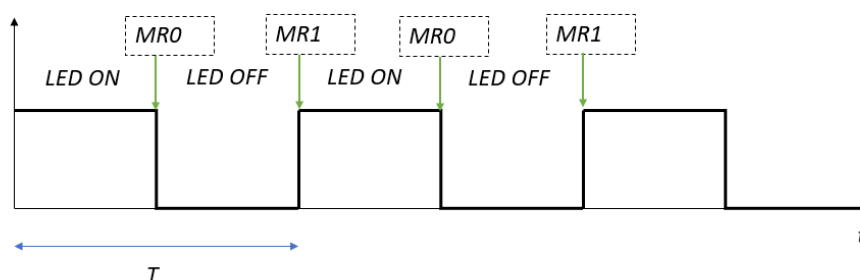 MR0 MR1 MR0 MR1
LED ON LED OFF LED ON LED OFF
t
T